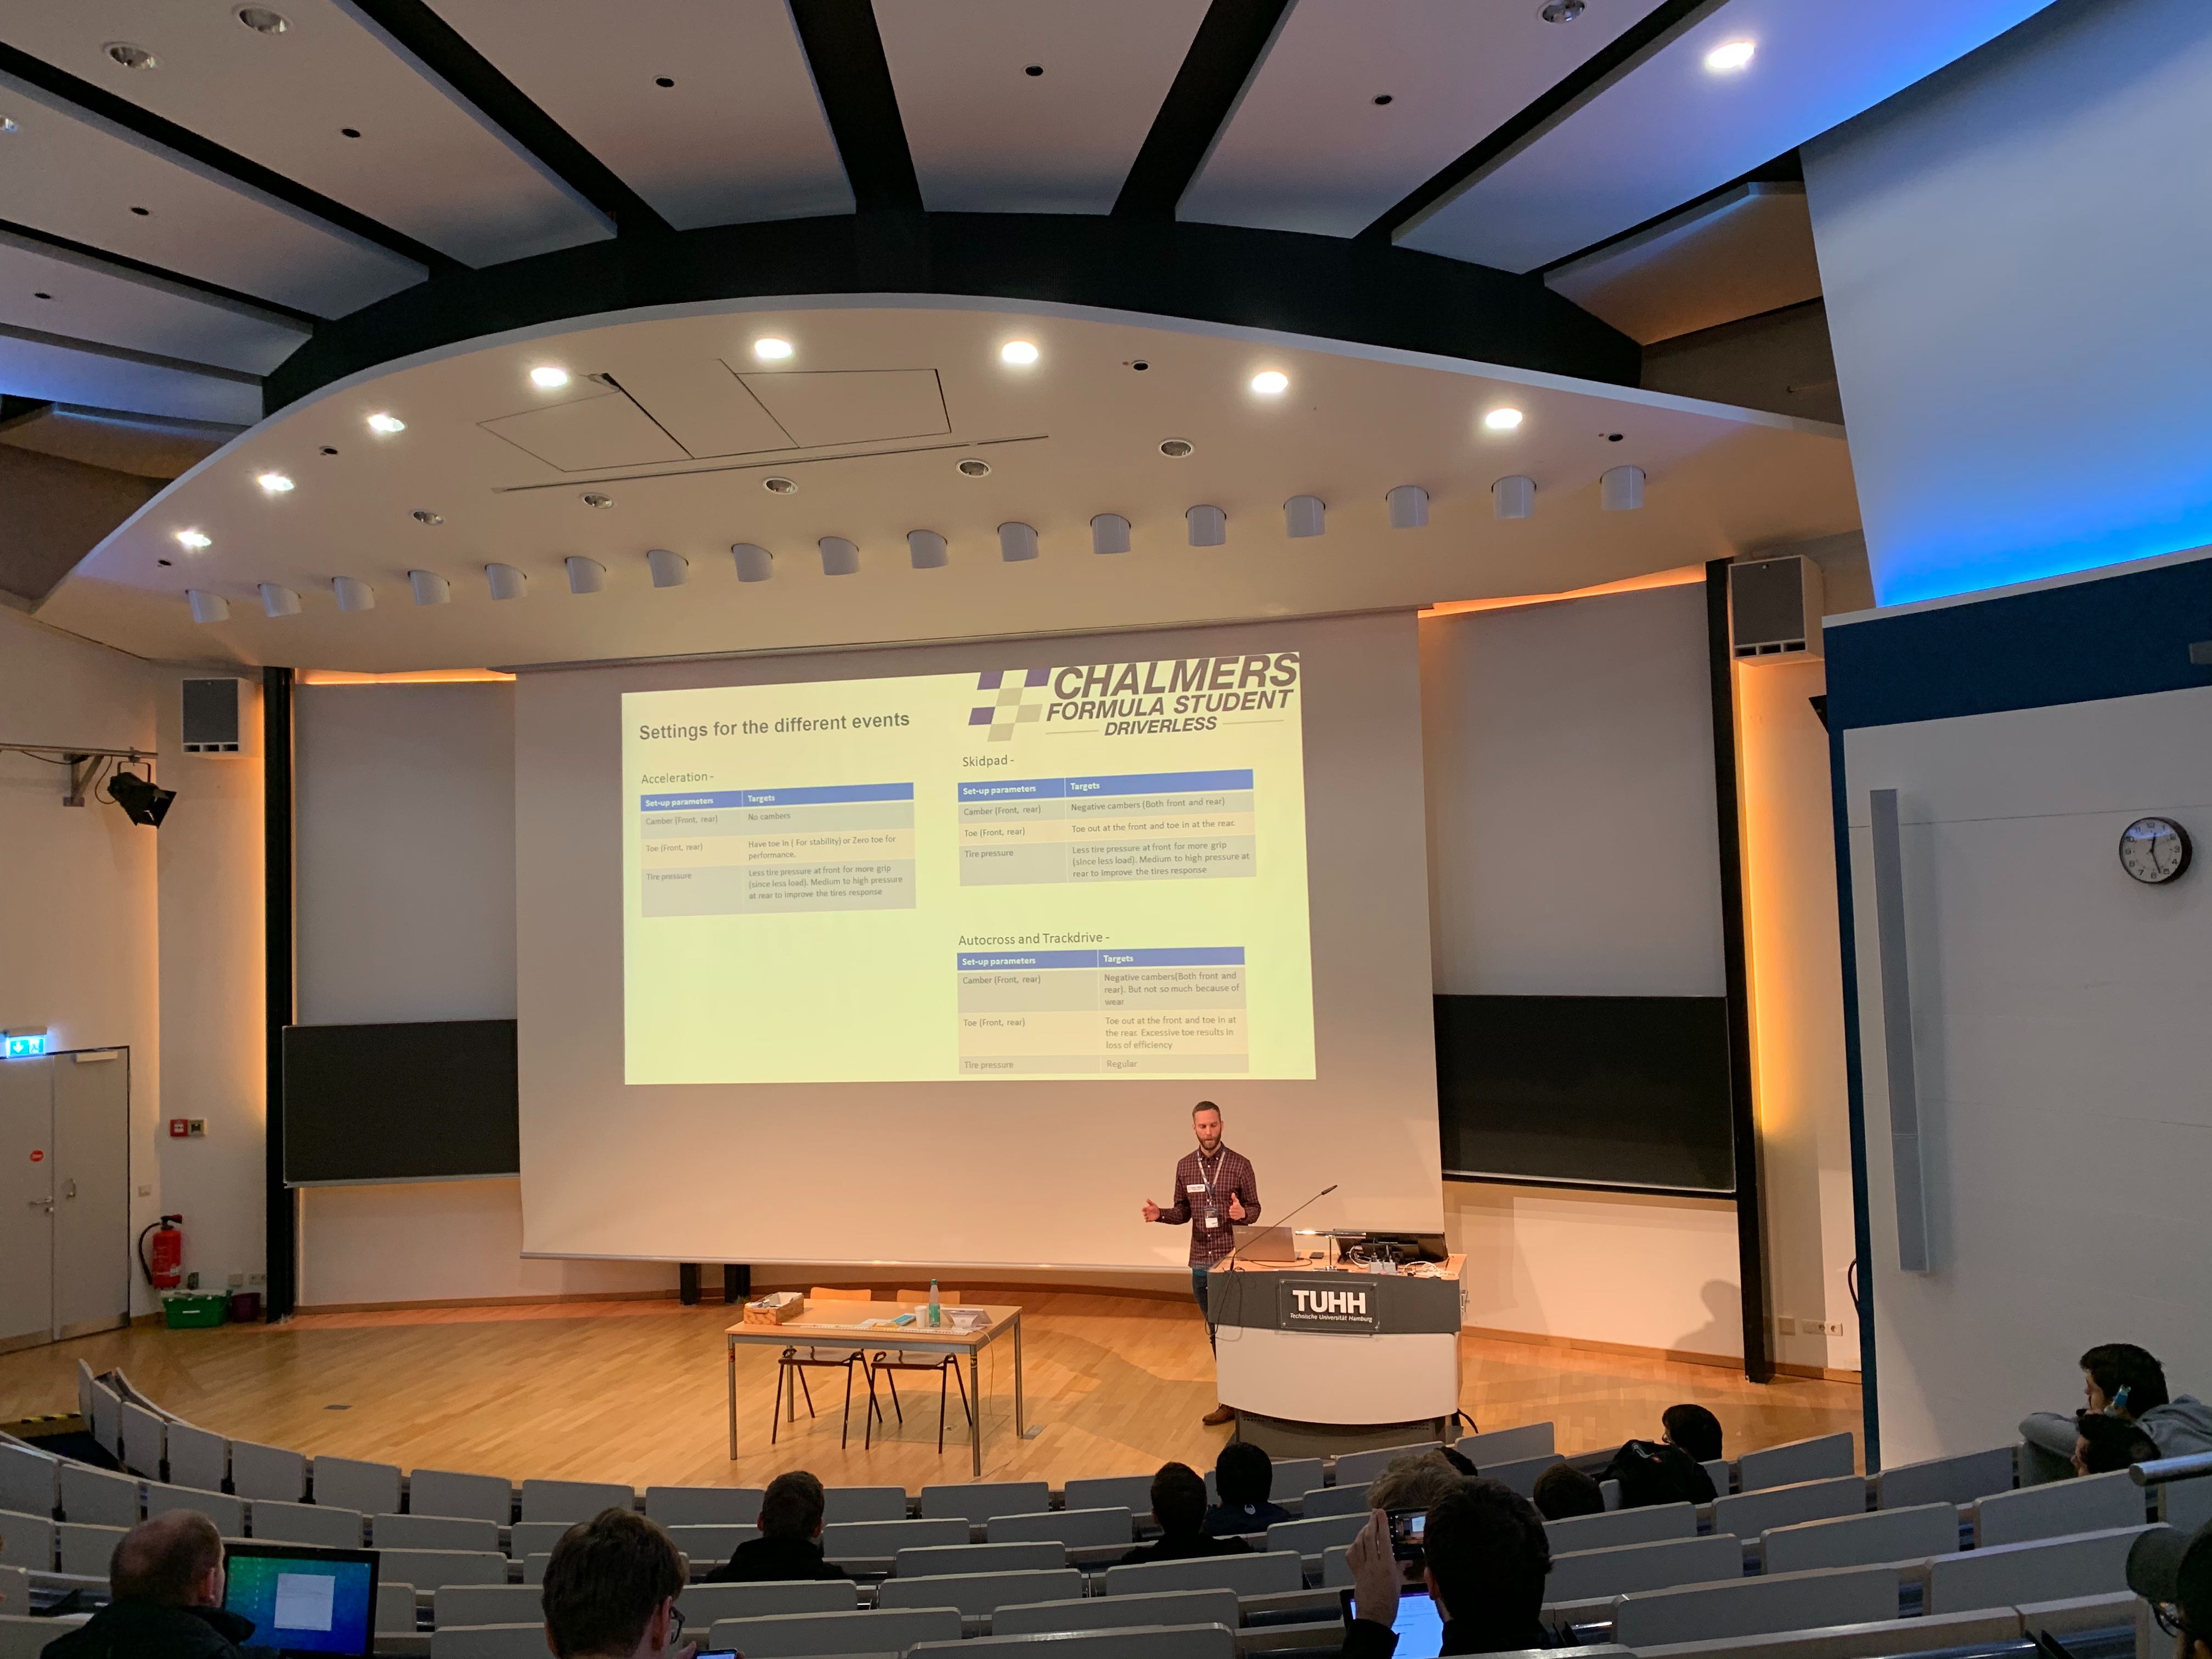 CHALMERS
FORMULA STUDENT
DRIVERLESS
Settings for the different events
Acceleration -
Set-up parameters Targets
Camber (Front, rear) No cambers
Toe (Front, rear) Have toe in ( For stability) or Zero toe for
performance.
Tire pressure Less tire pressure at front for more grip
(since less load). Medium to high pressure
at rear to improve the tires response
Skidpad -
Set-up parameters Targets
Camber (Front, rear) Negative cambers (Both front and rear)
Toe (Front, rear) Toe out at the front and toe in at the rear.
Tire pressure Less tire pressure at front for more grip
(since less load). Medium to high pressure at
rear to improve the tires response
Autocross and Trackdrive -
Set-up parameters Targets
Camber (Front, rear) Negative cambers(Both front and
rear). But not so much because of
wear
Toe (Front, rear) Toe out at the front and toe in at
the rear. Excessive toe results in
loss of efficiency
Tire pressure Regular
TUHH
Technische Universität Hamburg